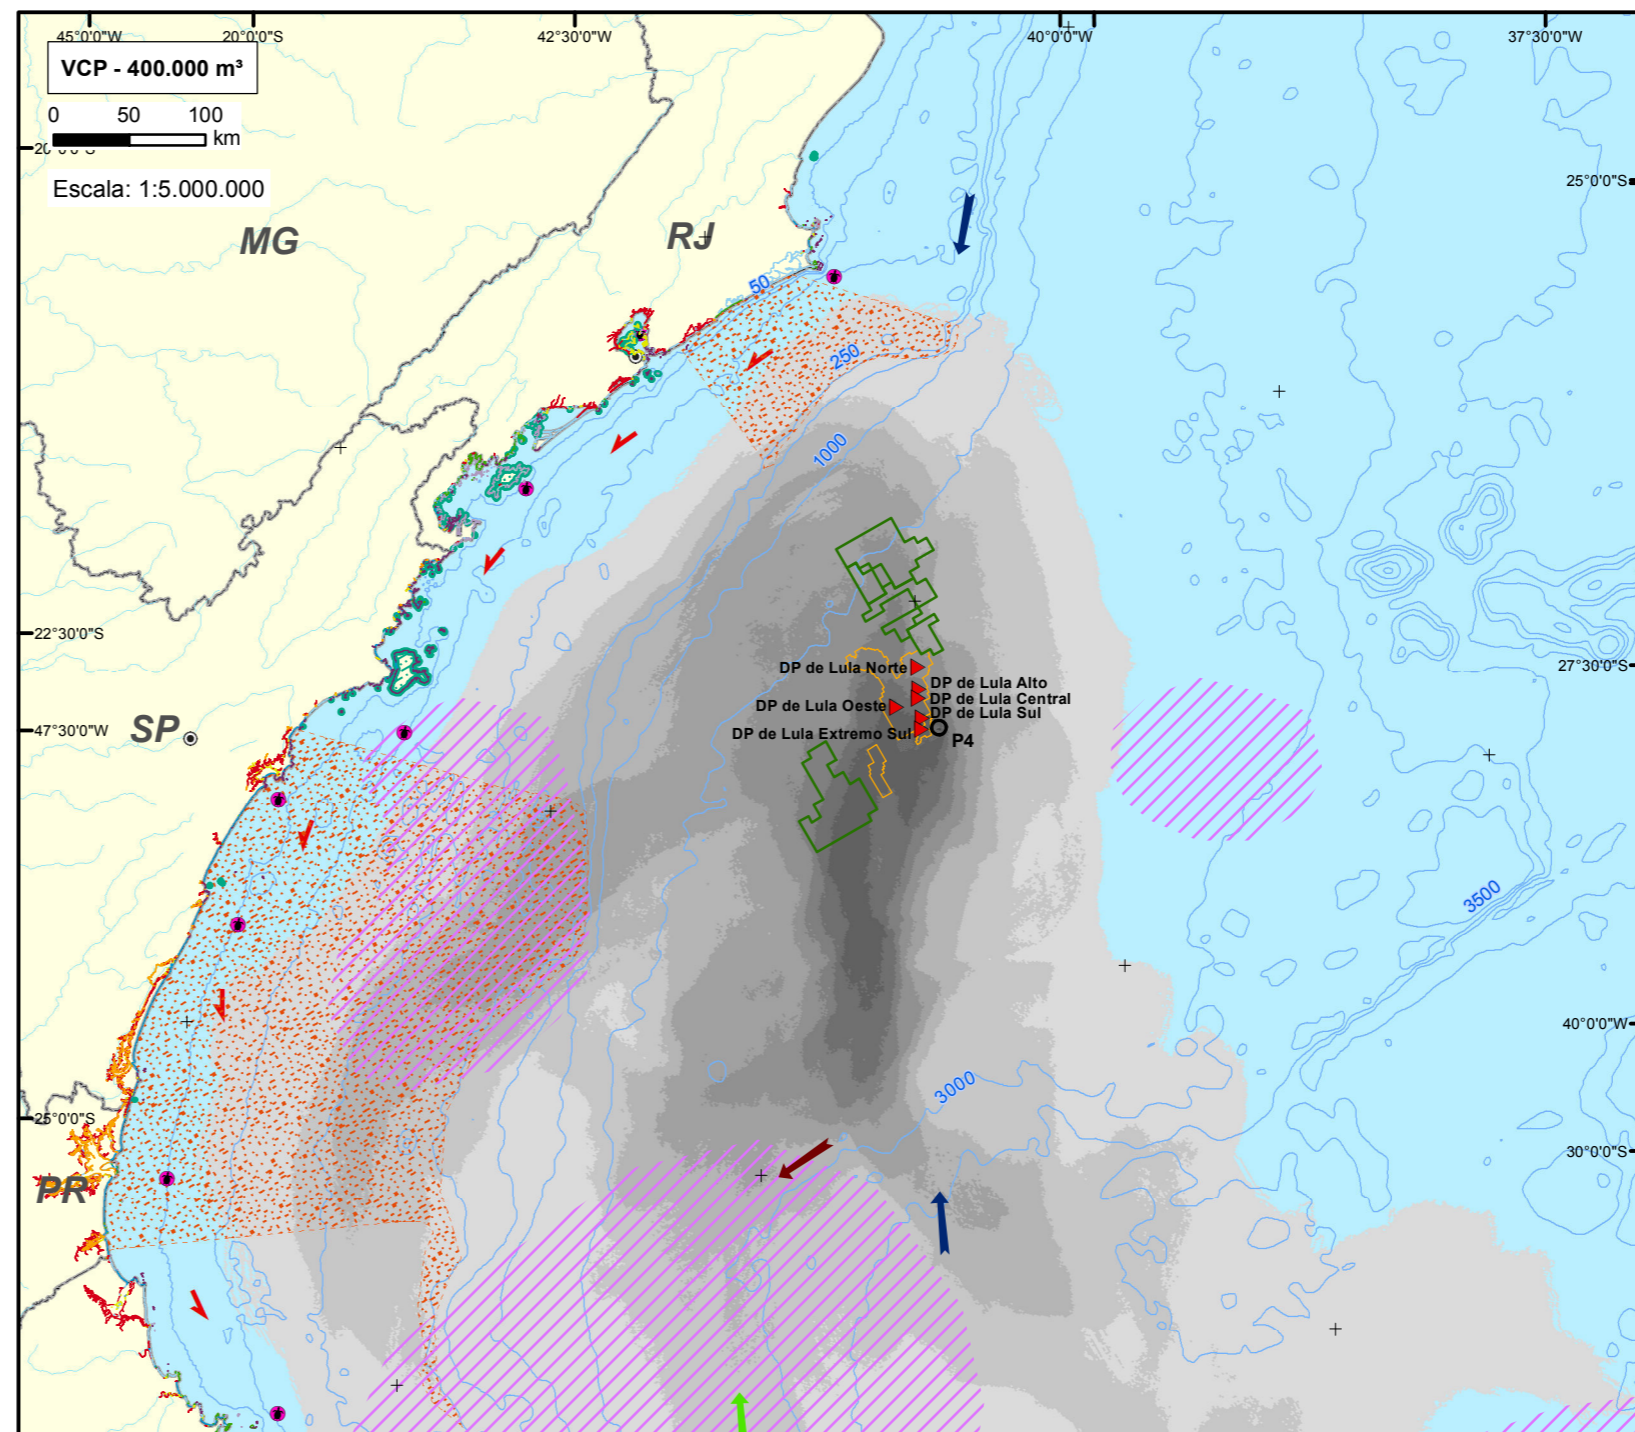 45°0'0"W
20°0'0"S
42°30'0"W
40°0'0"W
37°30'0"W
VCP - 400.000 m³
0 50 100
km
Escala: 1:5.000.000
25°0'0"S
MG
RJ
50
250
1000
22°30'0"S
27°30'0"S
DP de Lula Norte
DP de Lula Alto
DP de Lula Central
DP de Lula Oeste
DP de Lula Sul
DP de Lula Extremo Sul
P4
47°30'0"W
SP
3500
40°0'0"W
3000
25°0'0"S
30°0'0"S
PR